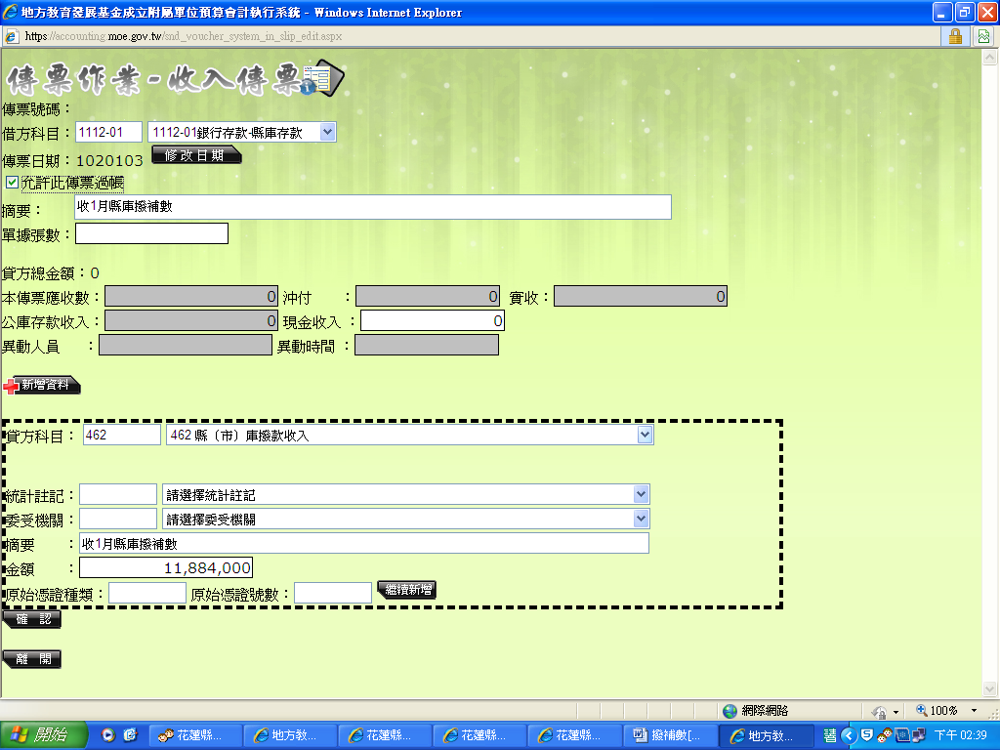 地方教育發展基金成立附屬單位預算會計執行系統 - Windows Internet Explorer
https://accounting.moe.gov.tw/snd_voucher_system_in_slip_edit.aspx
傳票作業-收入傳票
傳票號碼：
借方科目： 1112-01 1112-01銀行存款-縣庫存款
傳票日期：1020103 修改日期
允許此傳票過帳
摘要： 收1月縣庫撥補數
單據張數：
貸方總金額：0
本傳票應收數： 0 沖付 ： 0 實收： 0
公庫存款收入： 0 現金收入 ： 0
異動人員 ： 異動時間 ：
新增資料
貸方科目： 462 462 縣（市）庫撥款收入
統計註記： 請選擇統計註記
委受機關： 請選擇委受機關
摘要 ： 收1月縣庫撥補數
金額 ： 11,884,000
原始憑證種類： 原始憑證號數： 繼續新增
確 認
離 開
網際網路 100%
開始 花蓮縣... 地方教... 花蓮縣... 花蓮縣... 花蓮縣... 撥補數[... 地方教... 下午 02:39